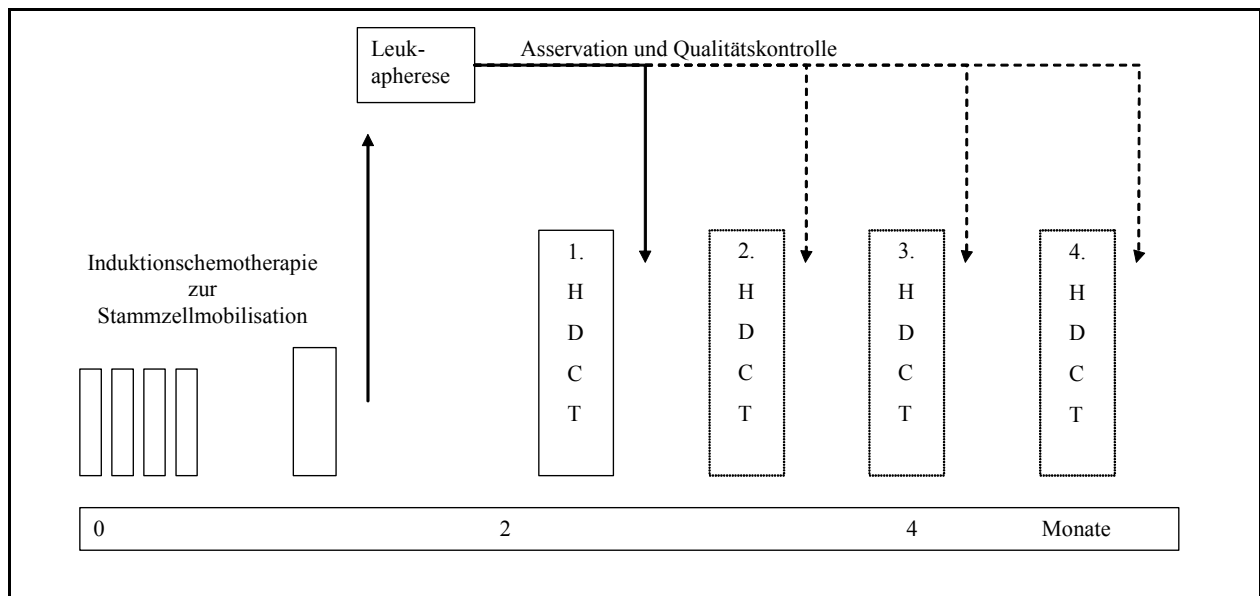 Leuk-
apherese
Asservation und Qualitätskontrolle
Induktionschemotherapie
zur
Stammzellmobilisation
1.
H
D
C
T
2.
H
D
C
T
3.
H
D
C
T
4.
H
D
C
T
0 2 4 Monate